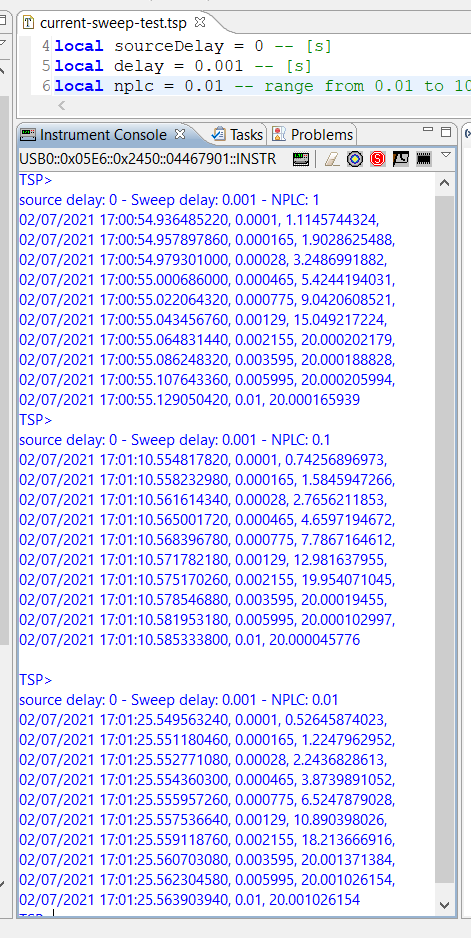 current-sweep-test.tsp
4 local sourceDelay = 0 -- [s]
5 local delay = 0.001 -- [s]
6 local nplc = 0.01 -- range from 0.01 to 10
Instrument Console Tasks Problems
USB0::0x05E6::0x2450::04467901::INSTR
TSP>
source delay: 0 - Sweep delay: 0.001 - NPLC: 1
02/07/2021 17:00:54.936485220, 0.0001, 1.1145744324,
02/07/2021 17:00:54.957897860, 0.000165, 1.9028625488,
02/07/2021 17:00:54.979301000, 0.00028, 3.2486991882,
02/07/2021 17:00:55.000686000, 0.000465, 5.4244194031,
02/07/2021 17:00:55.022064320, 0.000775, 9.0420608521,
02/07/2021 17:00:55.043456760, 0.00129, 15.049217224,
02/07/2021 17:00:55.064831440, 0.002155, 20.000202179,
02/07/2021 17:00:55.086248320, 0.003595, 20.000188828,
02/07/2021 17:00:55.107643360, 0.005995, 20.000205994,
02/07/2021 17:00:55.129050420, 0.01, 20.000165939
TSP>
source delay: 0 - Sweep delay: 0.001 - NPLC: 0.1
02/07/2021 17:01:10.554817820, 0.0001, 0.74256896973,
02/07/2021 17:01:10.558232980, 0.000165, 1.5845947266,
02/07/2021 17:01:10.561614340, 0.00028, 2.7656211853,
02/07/2021 17:01:10.565001720, 0.000465, 4.6597194672,
02/07/2021 17:01:10.568396780, 0.000775, 7.7867164612,
02/07/2021 17:01:10.571782180, 0.00129, 12.981637955,
02/07/2021 17:01:10.575170260, 0.002155, 19.954071045,
02/07/2021 17:01:10.578546880, 0.003595, 20.00019455,
02/07/2021 17:01:10.581953180, 0.005995, 20.000102997,
02/07/2021 17:01:10.585333800, 0.01, 20.000045776
TSP>
source delay: 0 - Sweep delay: 0.001 - NPLC: 0.01
02/07/2021 17:01:25.549563240, 0.0001, 0.52645874023,
02/07/2021 17:01:25.551180460, 0.000165, 1.2247962952,
02/07/2021 17:01:25.552771080, 0.00028, 2.2436828613,
02/07/2021 17:01:25.554360300, 0.000465, 3.8739891052,
02/07/2021 17:01:25.555957260, 0.000775, 6.5247879028,
02/07/2021 17:01:25.557536640, 0.00129, 10.890398026,
02/07/2021 17:01:25.559118760, 0.002155, 18.213666916,
02/07/2021 17:01:25.560703080, 0.003595, 20.001371384,
02/07/2021 17:01:25.562304580, 0.005995, 20.001026154,
02/07/2021 17:01:25.563903940, 0.01, 20.001026154
TSP>